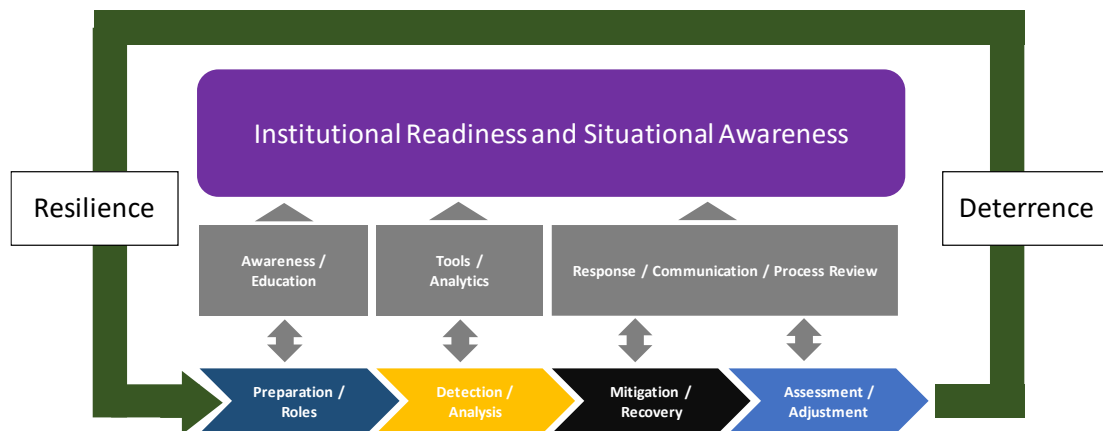 Institutional Readiness and Situational Awareness
Resilience
Deterrence
Awareness /
Education
Tools /
Analytics
Response / Communication / Process Review
Preparation /
Roles
Detection /
Analysis
Mitigation /
Recovery
Assessment /
Adjustment